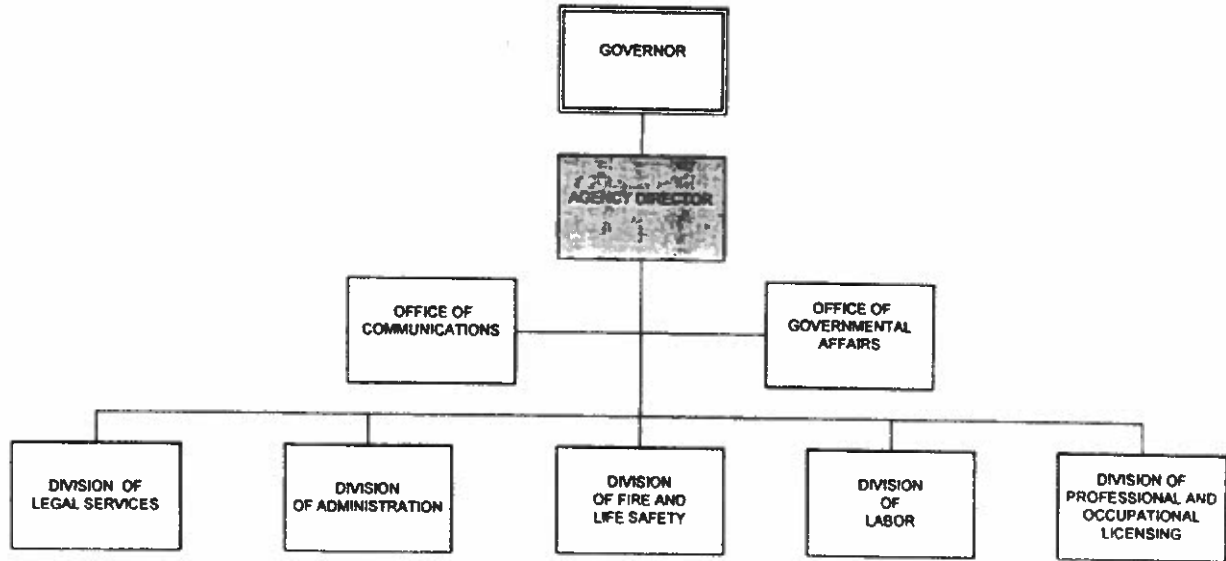 GOVERNOR
AGENCY DIRECTOR
OFFICE OF
COMMUNICATIONS
OFFICE OF
GOVERNMENTAL
AFFAIRS
DIVISION OF
LEGAL SERVICES
DIVISION
OF ADMINISTRATION
DIVISION
OF FIRE AND
LIFE SAFETY
DIVISION
OF
LABOR
DIVISION OF
PROFESSIONAL AND
OCCUPATIONAL
LICENSING